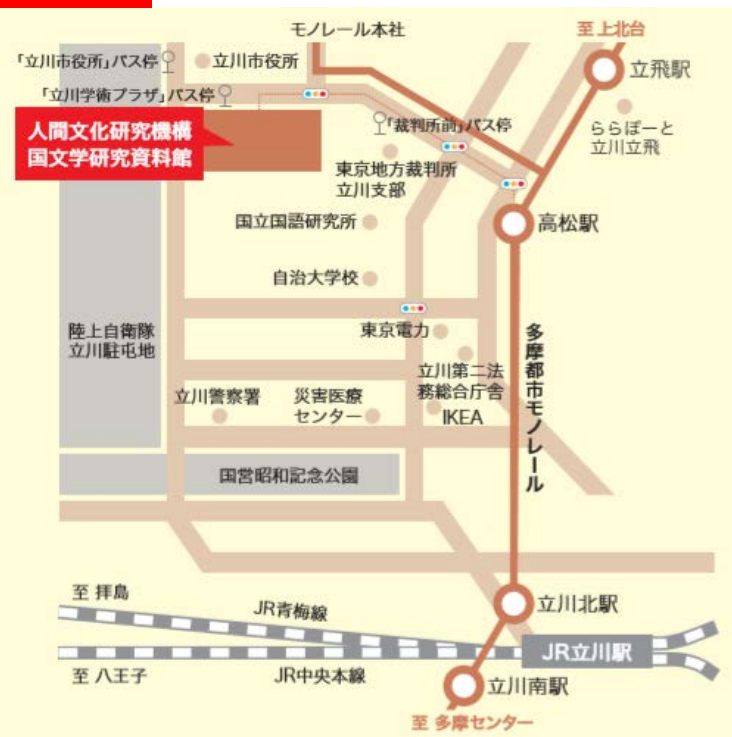 モノレール本社
至 上北台
「立川市役所」バス停
立川市役所
立飛駅
「立川学術プラザ」バス停
人間文化研究機構
国文学研究資料館
「裁判所前」バス停
ららぽーと
立川立飛
東京地方裁判所
立川支部
国立国語研究所
高松駅
自治大学校
陸上自衛隊
立川駐屯地
東京電力
多摩都市モノレール
立川第二法
務総合庁舎
立川警察署
災害医療
センター
IKEA
国営昭和記念公園
至 拝島
JR青梅線
立川北駅
JR立川駅
至 八王子
JR中央本線
立川南駅
至 多摩センター